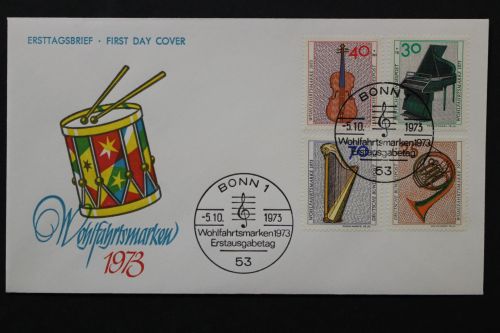 ERSTTAGSBRIEF · FIRST DAY COVER
40
30
70
BONN 1
-5.10. 1973
Wohlfahrtsmarken 1973
Erstausgabetag
53
BONN 1
-5.10. 1973
Wohlfahrtsmarken 1973
Erstausgabetag
53
Wohlfahrtsmarken
1973